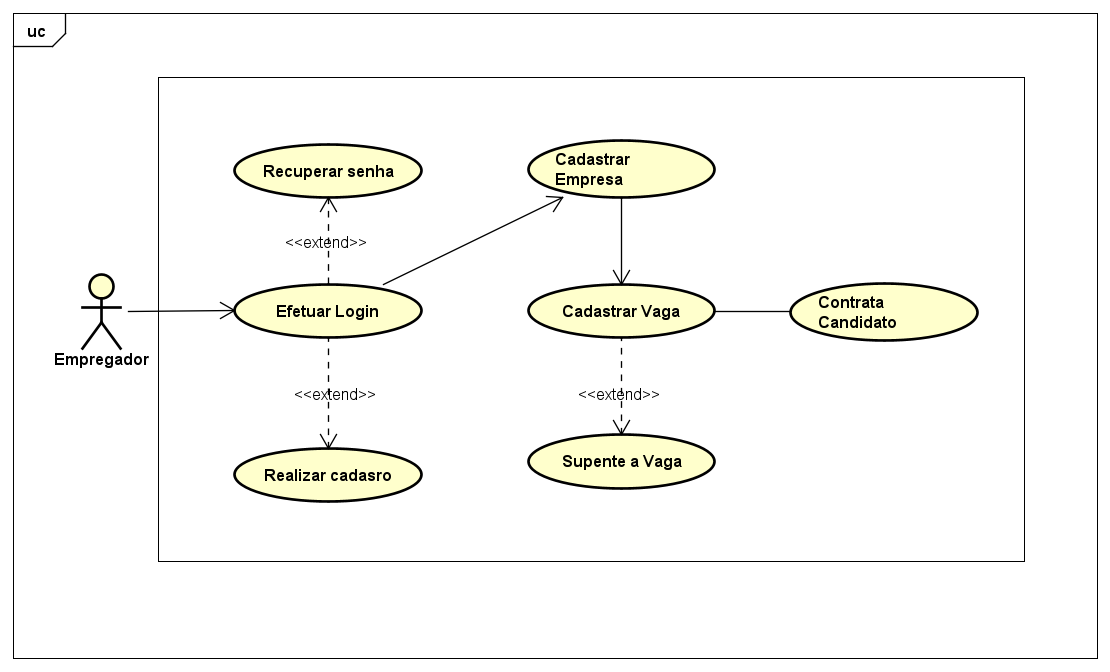 uc
Recuperar senha
Cadastrar
Empresa
<<extend>>
Efetuar Login
Cadastrar Vaga
Contrata
Candidato
Empregador
<<extend>>
<<extend>>
Realizar cadasro
Supente a Vaga